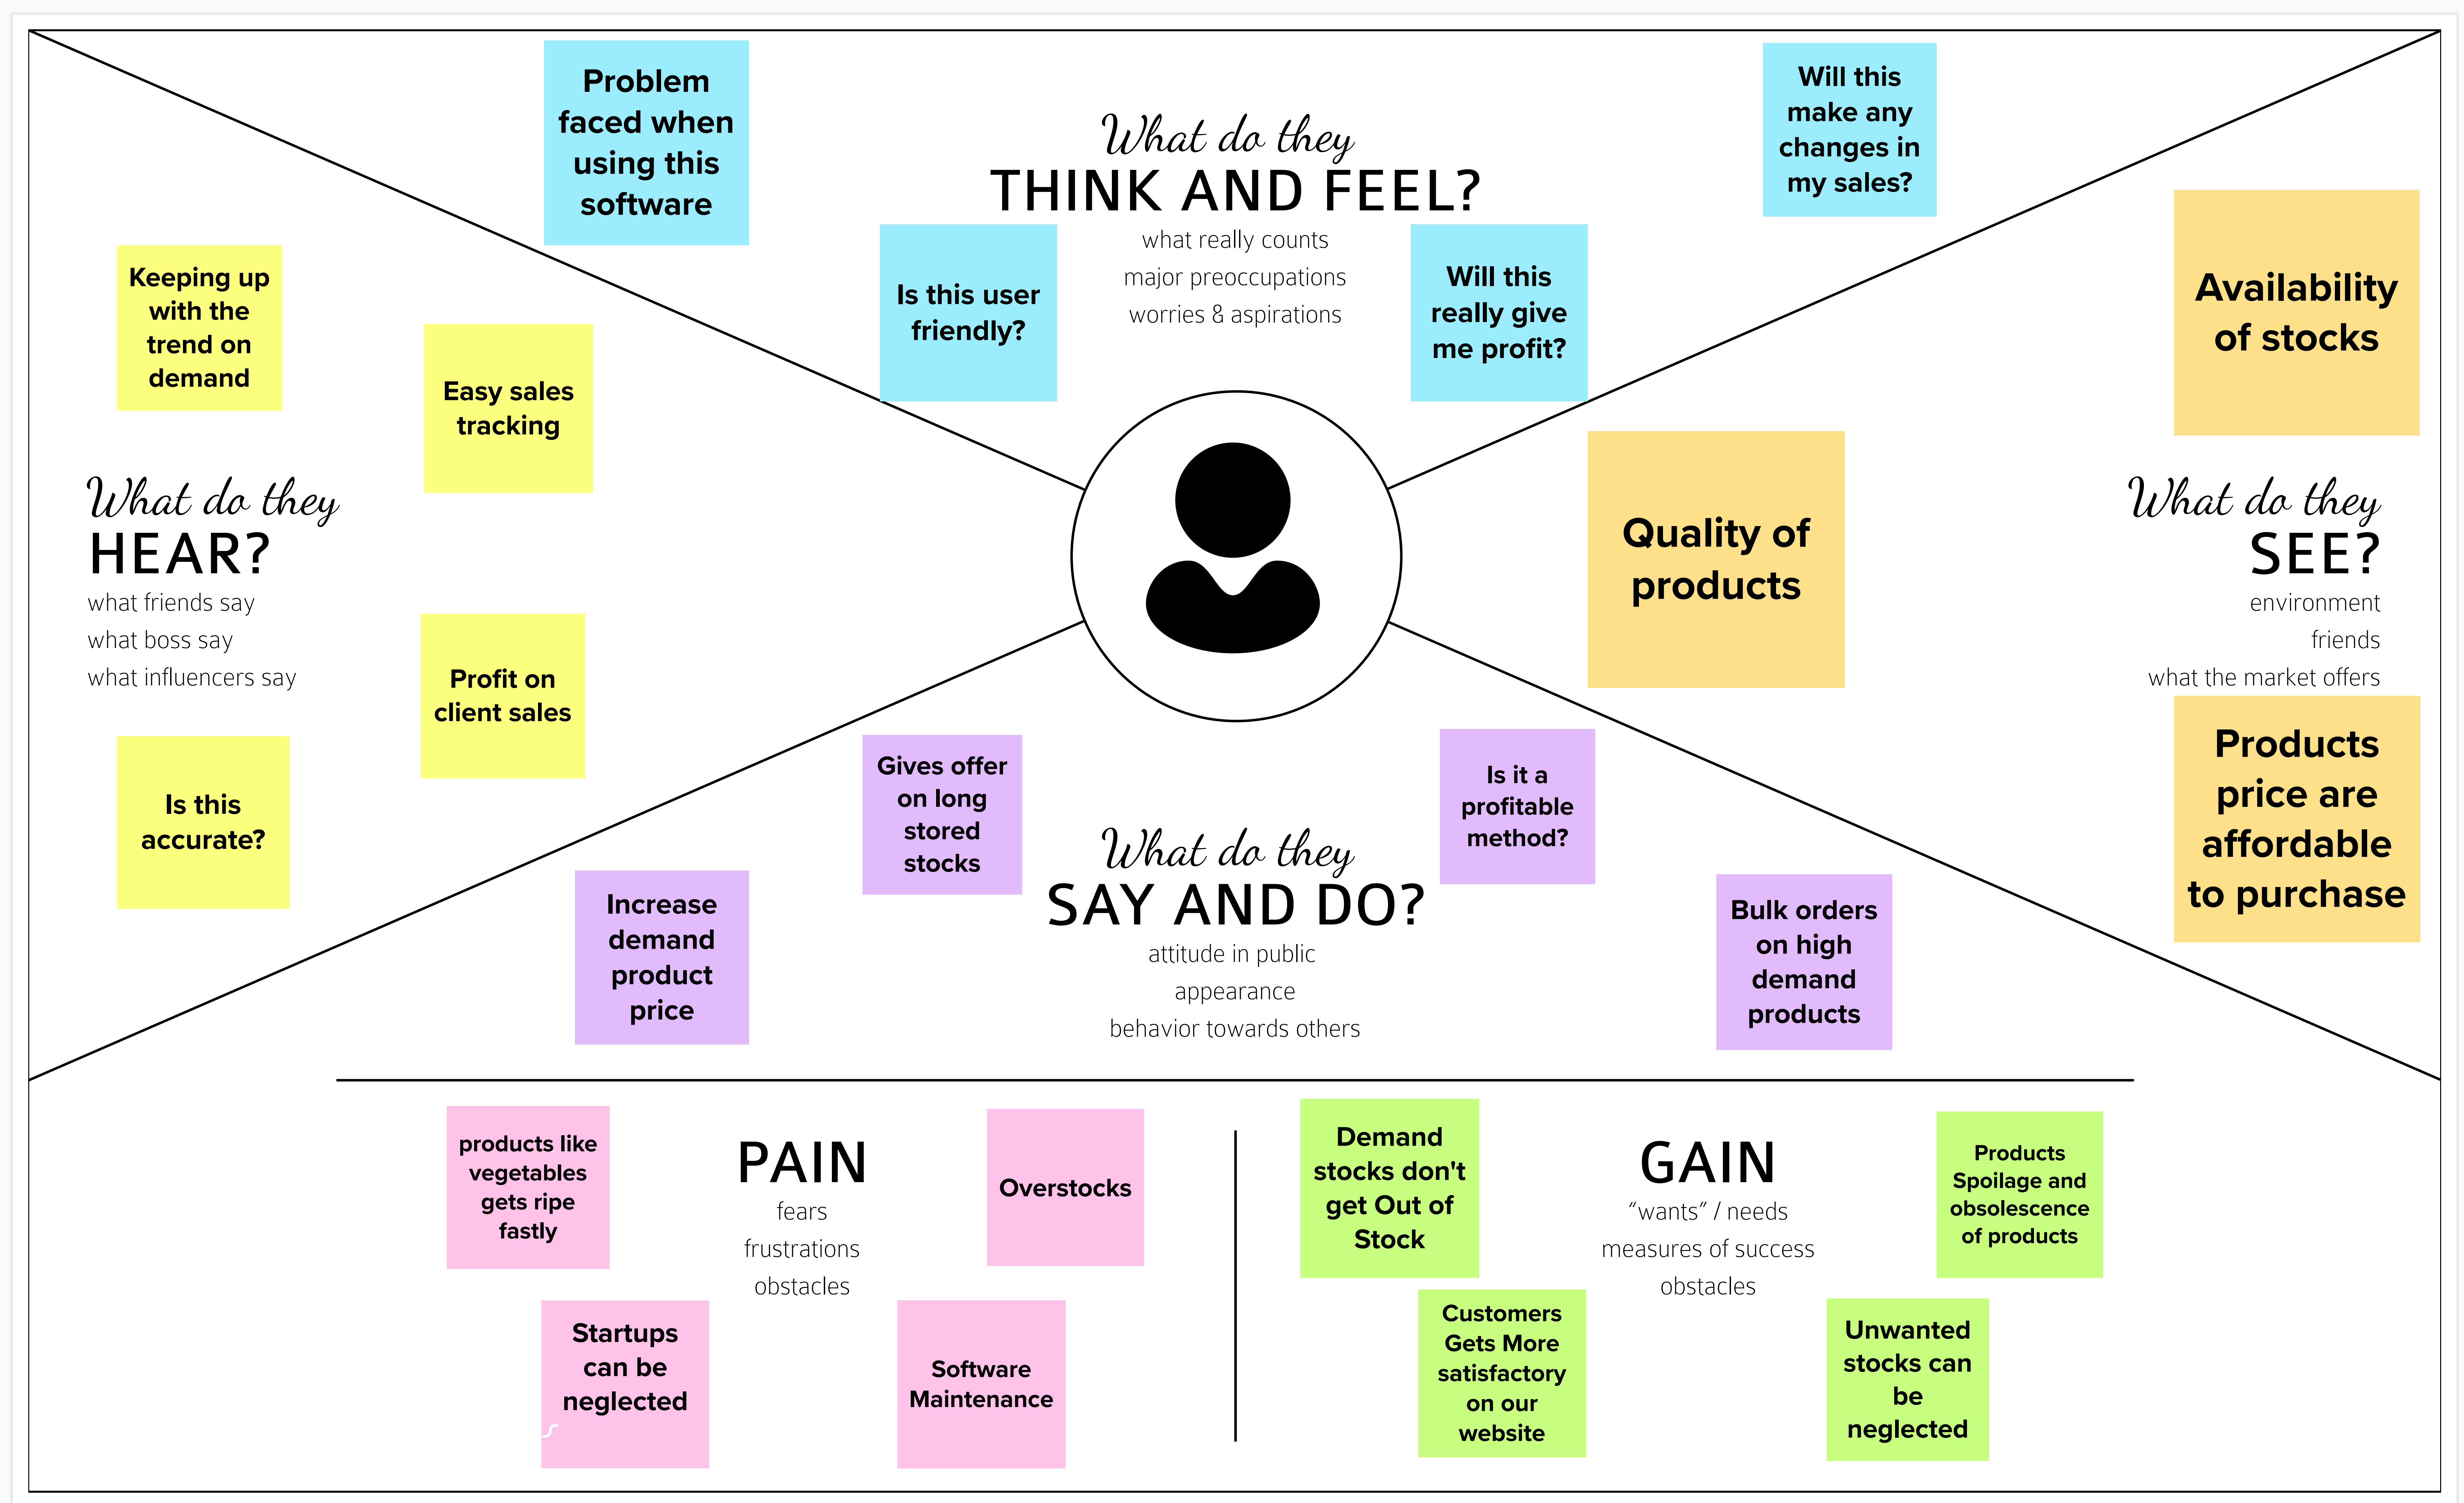 Problem
faced when
using this
software
What do they
THINK AND FEEL?
what really counts
major preoccupations
worries & aspirations
Is this user
friendly?
Will this
really give
me profit?
Will this
make any
changes in
my sales?
Keeping up
with the
trend on
demand
Easy sales
tracking
What do they
HEAR?
what friends say
what boss say
what influencers say
Profit on
client sales
Is this
accurate?
Availability
of stocks
Quality of
products
What do they
SEE?
environment
friends
what the market offers
Products
price are
affordable
to purchase
Gives offer
on long
stored
stocks
Increase
demand
product
price
What do they
SAY AND DO?
attitude in public
appearance
behavior towards others
Is it a
profitable
method?
Bulk orders
on high
demand
products
products like
vegetables
gets ripe
fastly
PAIN
fears
frustrations
obstacles
Overstocks
Startups
can be
neglected
Software
Maintenance
Demand
stocks don't
get Out of
Stock
GAIN
“wants” / needs
measures of success
obstacles
Products
Spoilage and
obsolescence
of products
Customers
Gets More
satisfactory
on our
website
Unwanted
stocks can
be
neglected